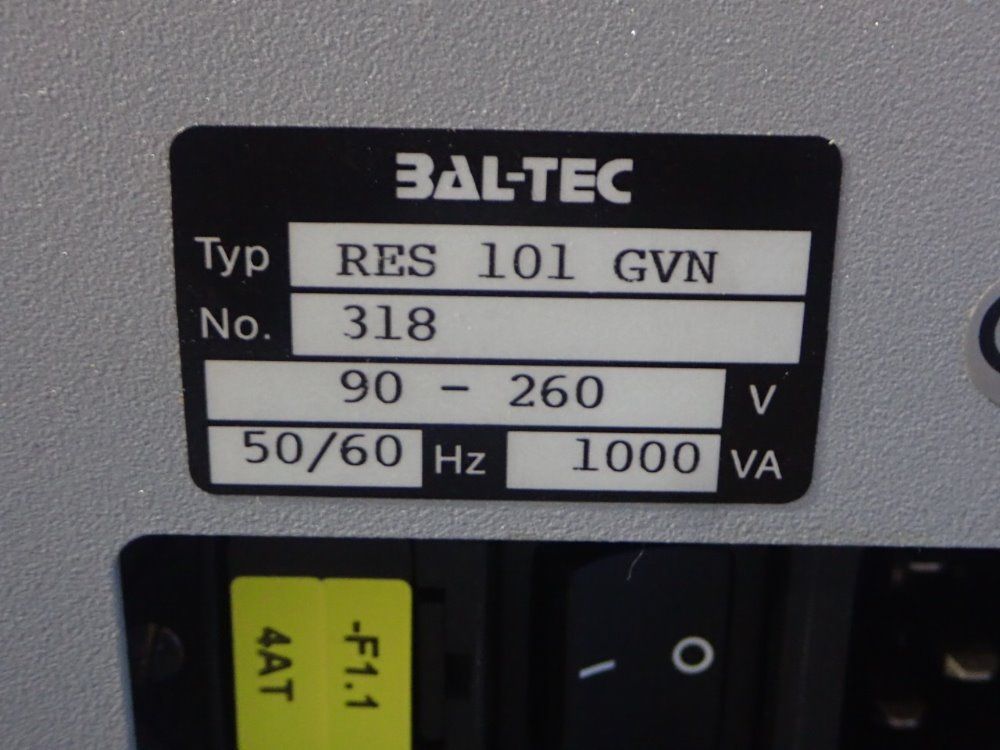 BAL-TEC
Typ RES 101 GVN
No. 318
90 - 260 V
50/60 Hz 1000 VA
-F1.1
4AT